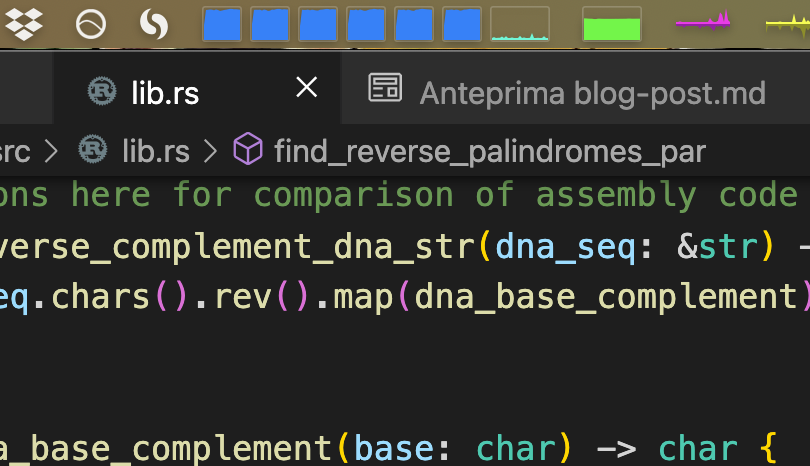 lib.rs Anteprima blog-post.md
src lib.rs find_reverse_palindromes_par
here for comparison of assembly code
verse_complement_dna_str(dna_seq: &str) -
eq.chars().rev().map(dna_base_complement)
a_base_complement(base: char) -> char {